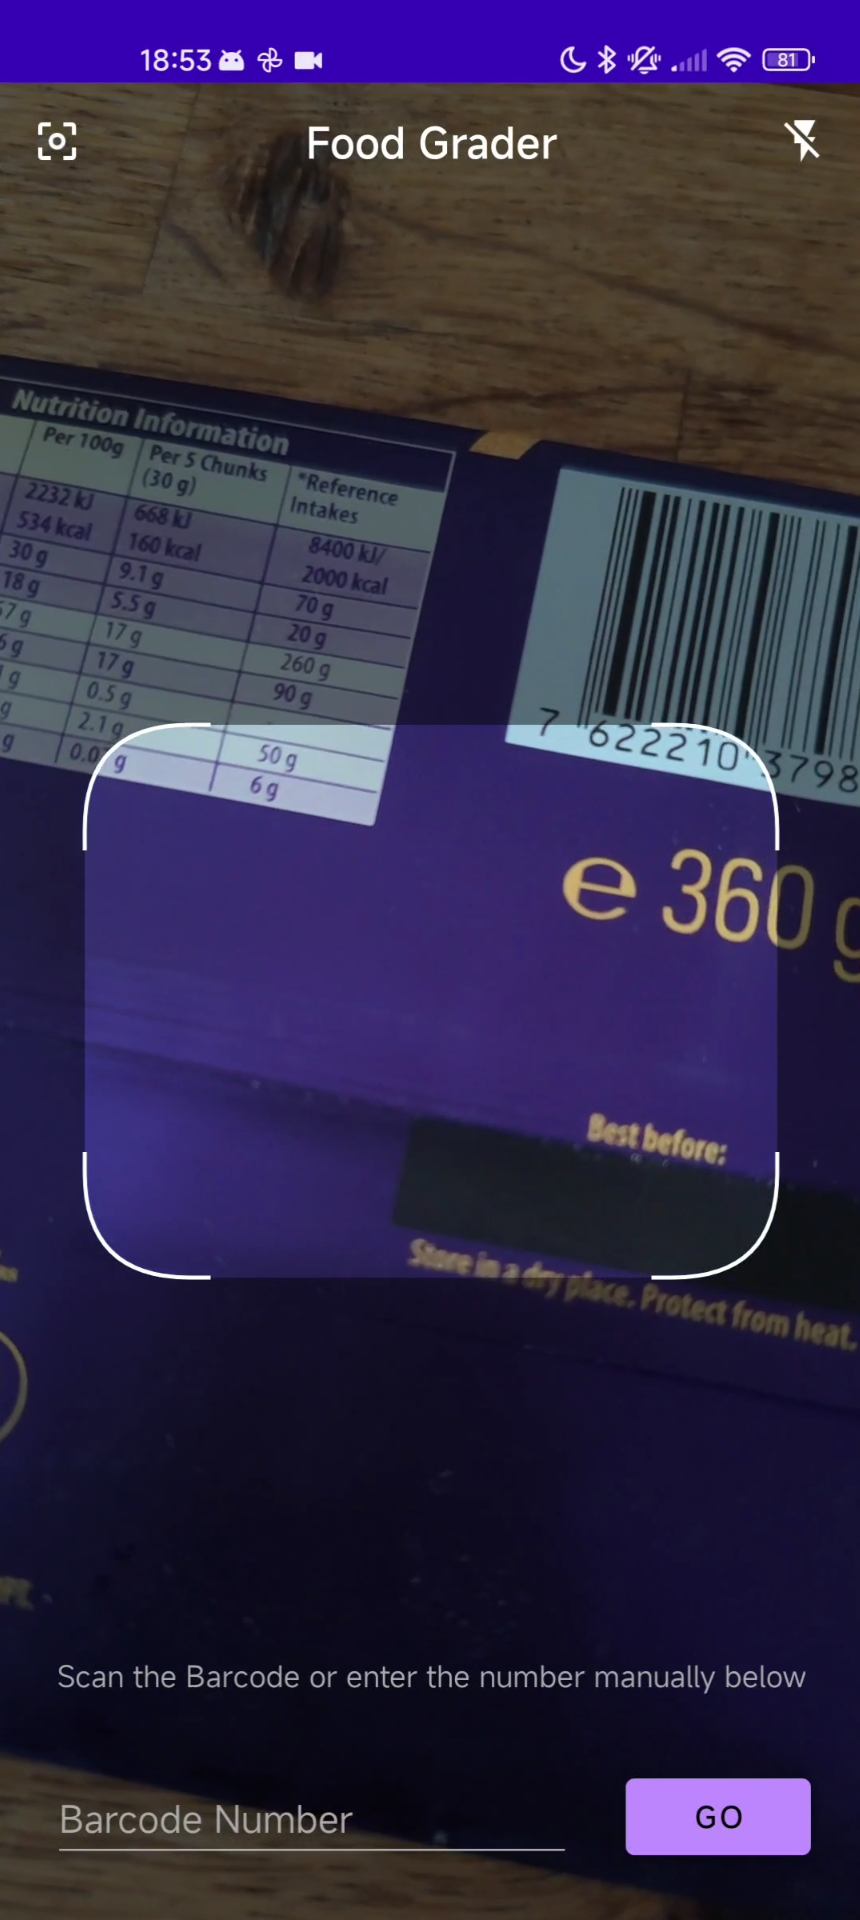 18:53
81
Food Grader
Nutrition Information
Per 100g
Per 5 Chunks (30 g)
*Reference Intakes
2232 kJ
534 kcal
668 kJ
160 kcal
8400 kJ/
2000 kcal
30 g
9.1 g
70 g
18 g
5.5 g
20 g
57 g
17 g
260 g
6 g
17 g
90 g
g
0.5 g
g
2.1 g
50 g
g
g
6 g
7 622210 3798
e 360 g
Best before:
Store in a dry place. Protect from heat.
Scan the Barcode or enter the number manually below
Barcode Number
GO